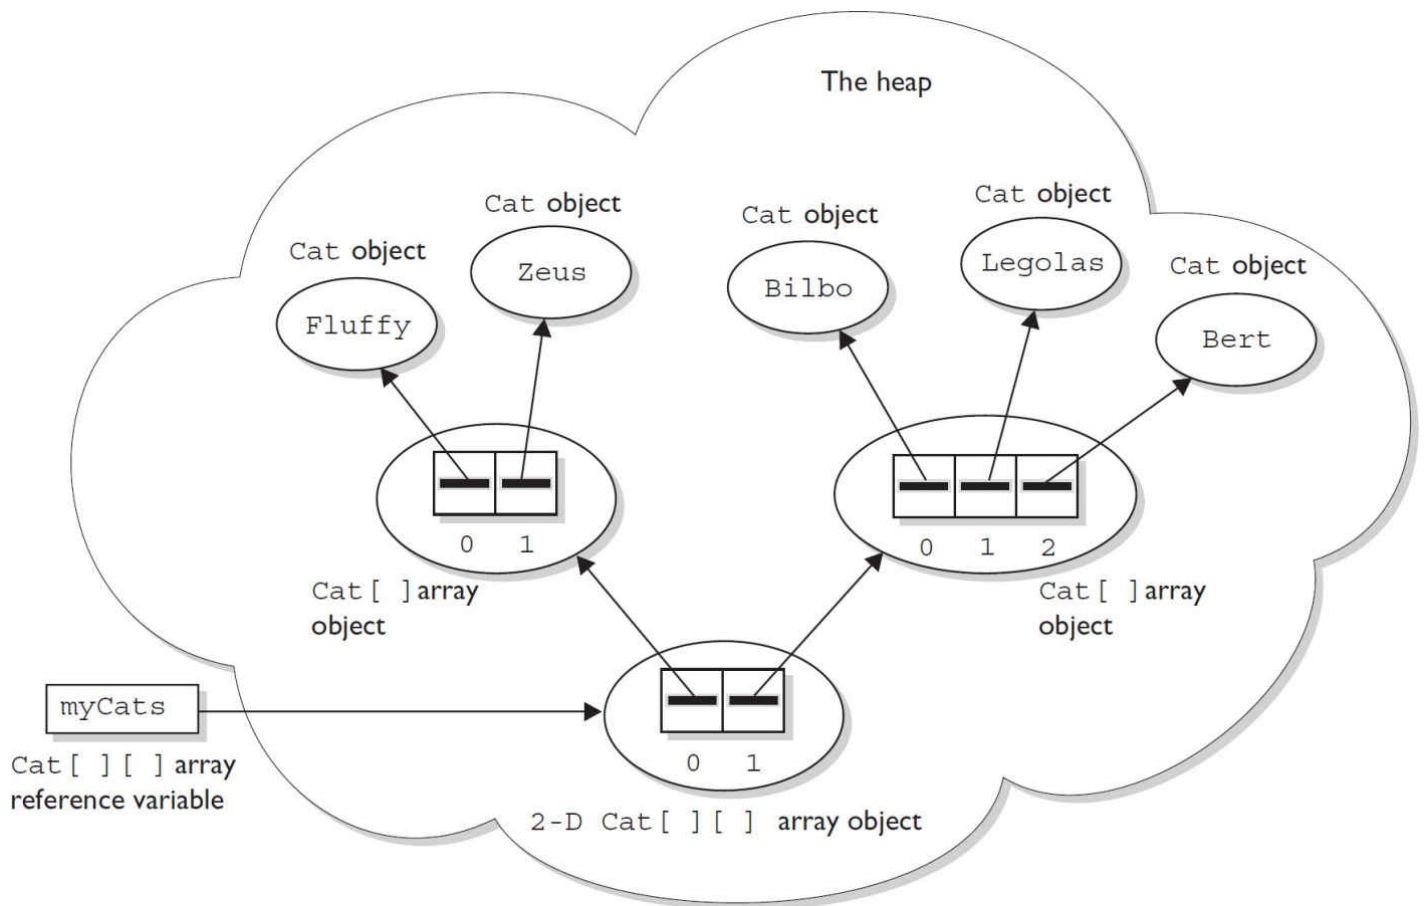 The heap
Cat object
Fluffy
Cat object
Zeus
Cat object
Bilbo
Cat object
Legolas
Cat object
Bert
0 1
Cat[ ]array
object
0 1 2
Cat[ ]array
object
myCats
Cat[ ][ ] array
reference variable
0 1
2-D Cat[ ][ ] array object